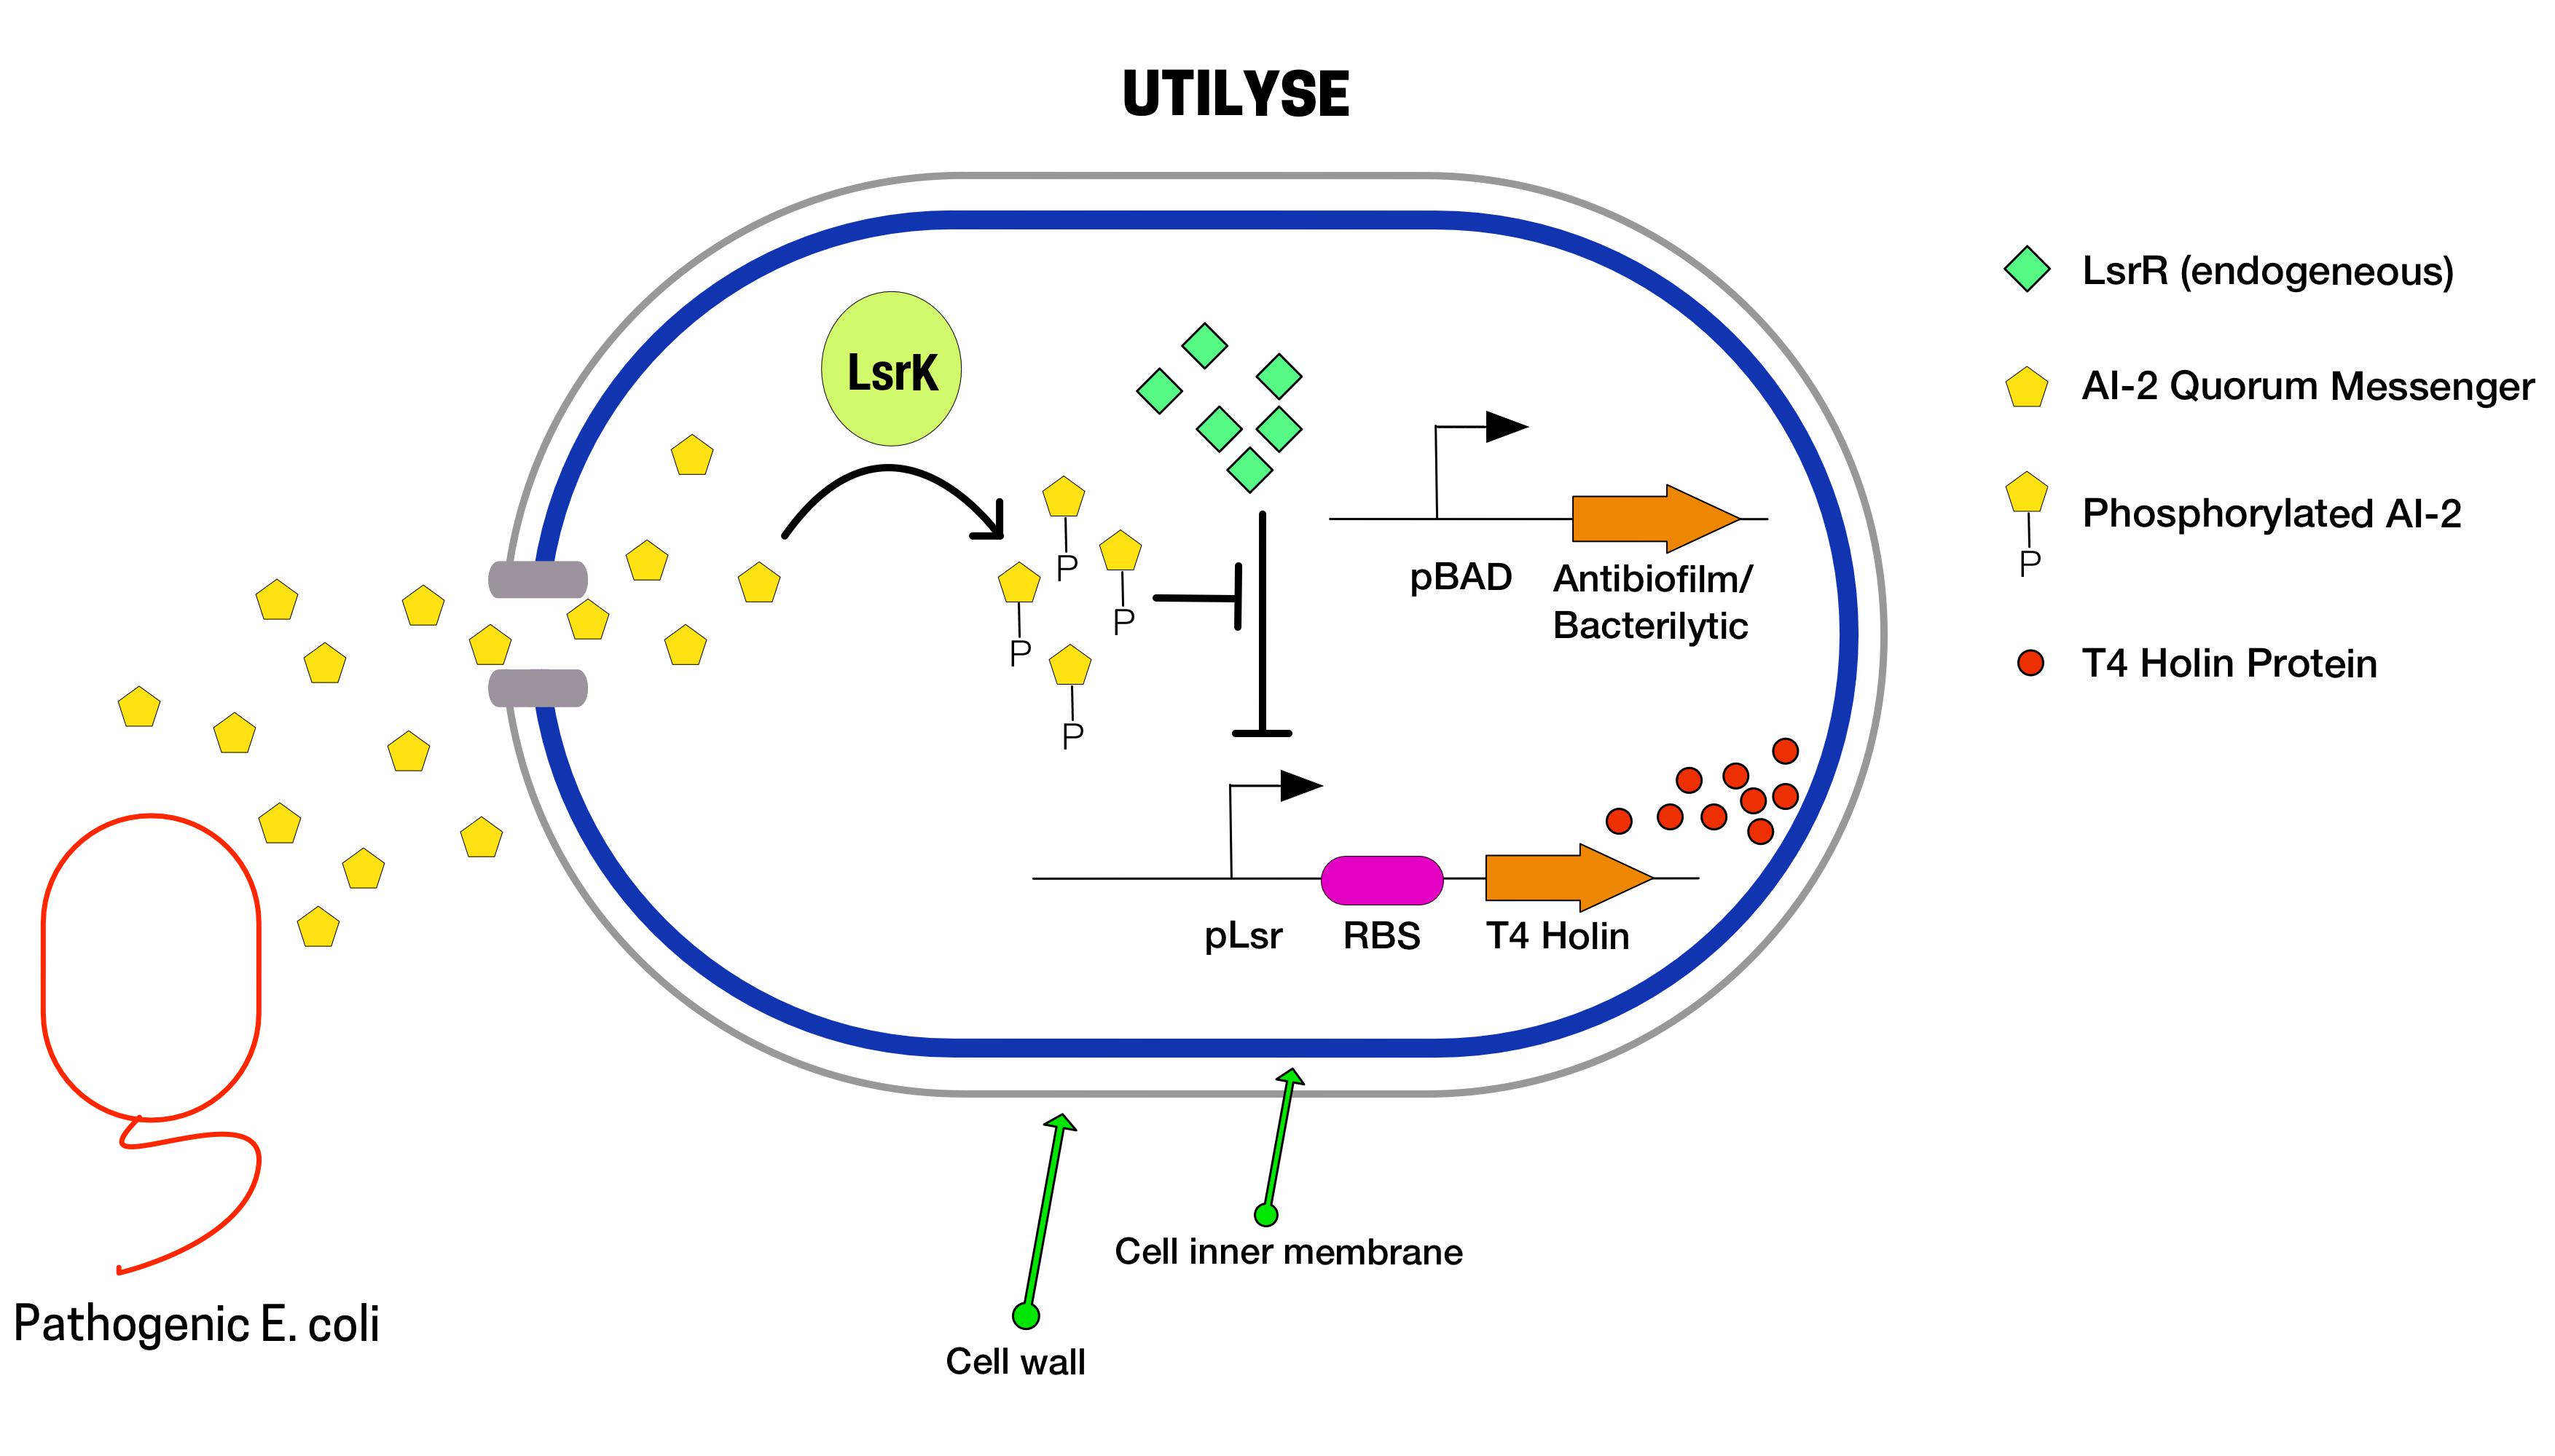 UTILYSE
LsrK
LsrR (endogeneous)
AI-2 Quorum Messenger
Phosphorylated AI-2
P
T4 Holin Protein
P
P
P
P
pBAD
Antibiofilm/
Bacterilytic
pLsr
RBS
T4 Holin
Cell inner membrane
Cell wall
Pathogenic E. coli